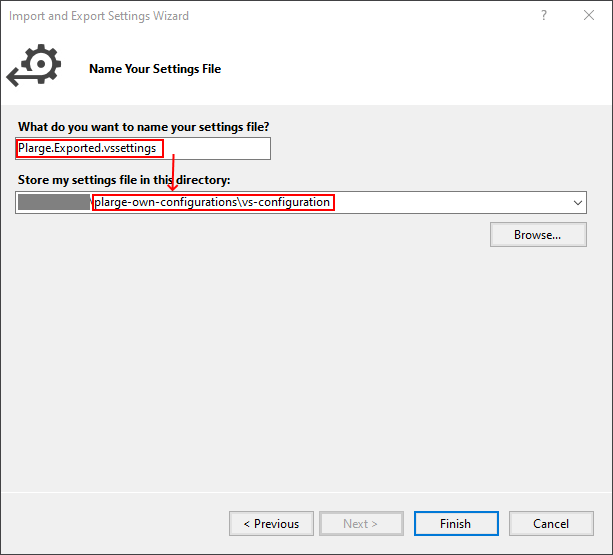 Import and Export Settings Wizard
?
Name Your Settings File
What do you want to name your settings file?
Plarge.Exported.vssettings
Store my settings file in this directory:
\plarge-own-configurations\vs-configuration
Browse...
< Previous
Next >
Finish
Cancel